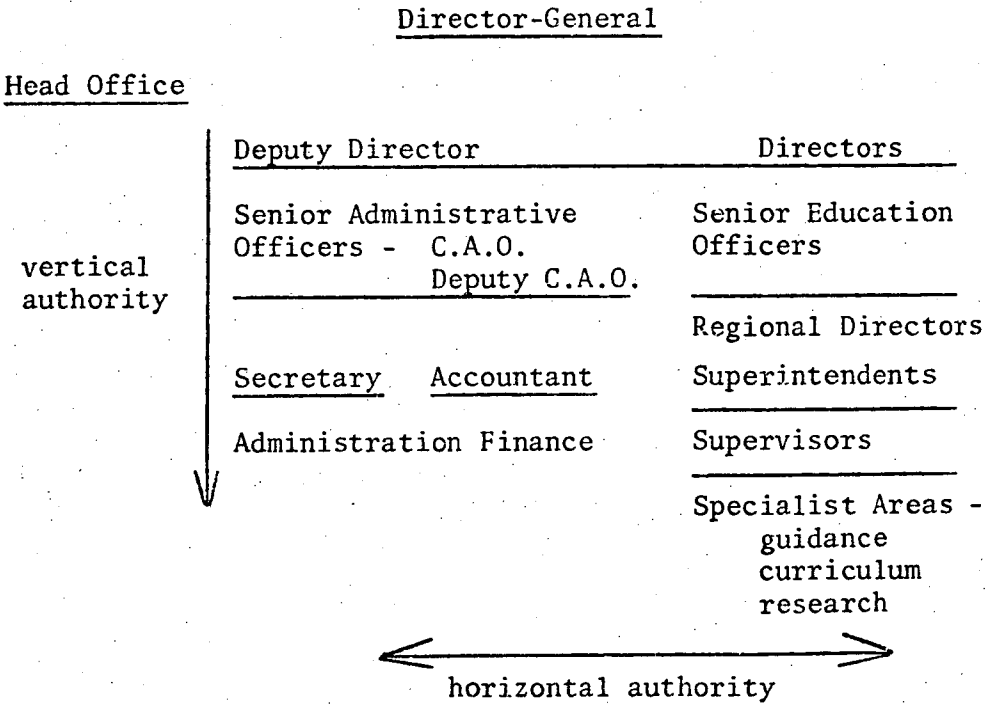 Director-General
Head Office
Deputy Director Directors
Senior Administrative Senior Education
Officers - C.A.O. Officers
Deputy C.A.O.
vertical
authority
Regional Directors
Secretary Accountant Superintendents
Administration Finance Supervisors
Specialist Areas -
guidance
curriculum
research
horizontal authority